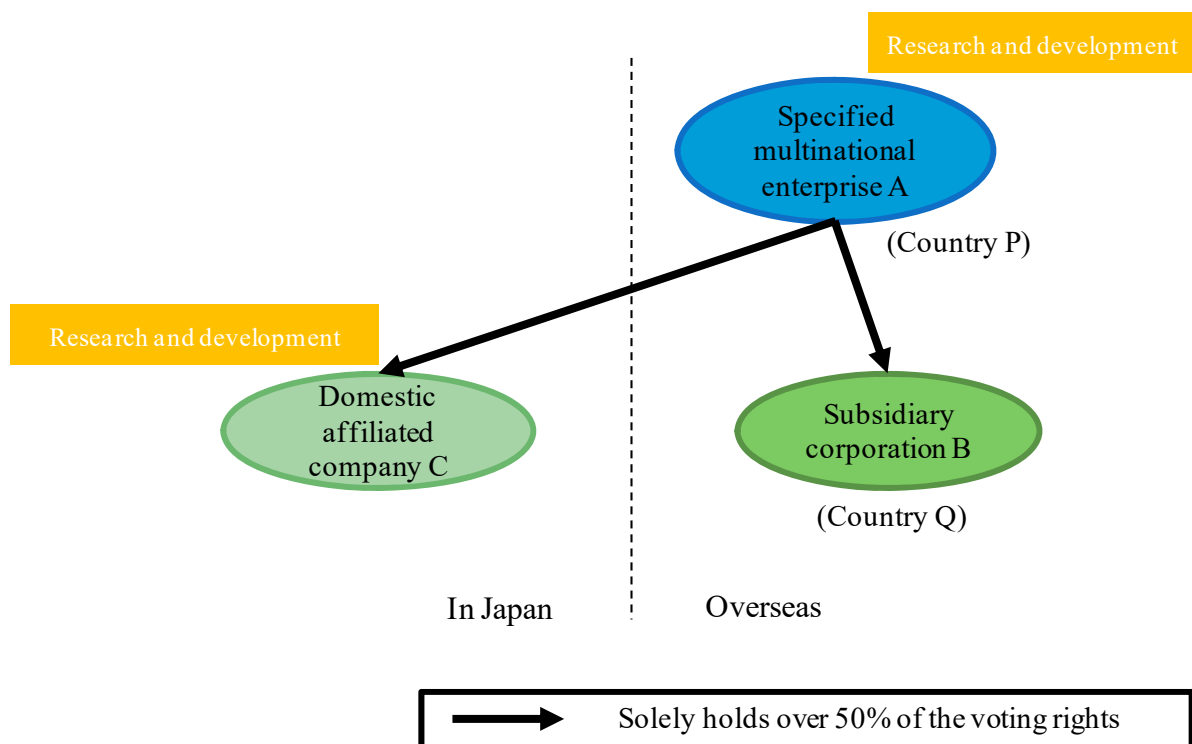 Research and development
Specified
multinational
enterprise A
(Country P)
Research and development
Domestic
affiliated
company C
Subsidiary
corporation B
(Country Q)
In Japan
Overseas
Solely holds over 50% of the voting rights